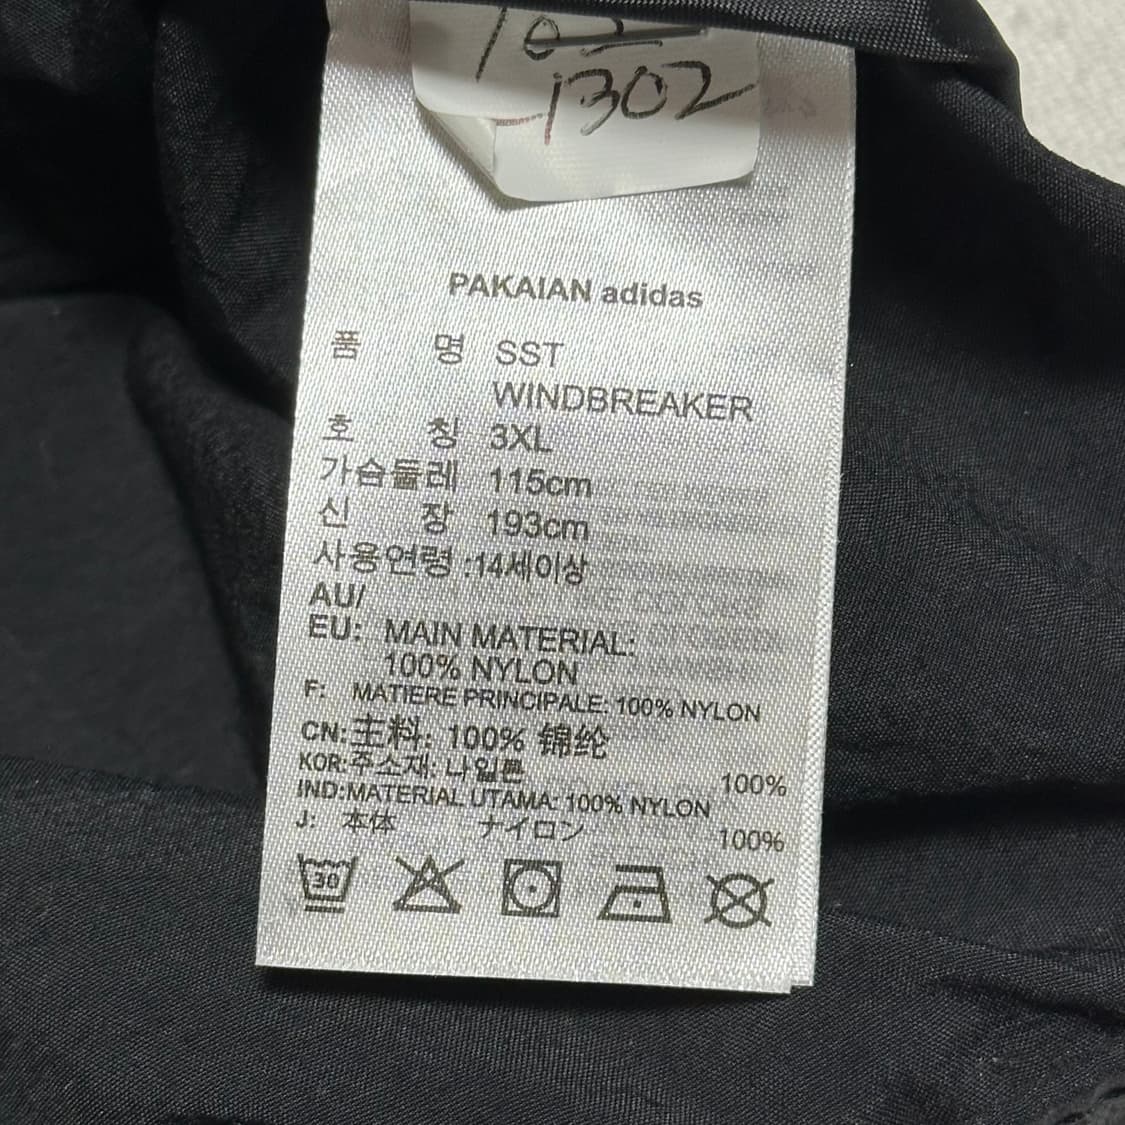 1302
PAKAIAN adidas
품 명 SST
WINDBREAKER
호 칭 3XL
가슴둘레 115cm
신 장 193cm
사용연령 :14세이상
AU/
EU: MAIN MATERIAL:
100% NYLON
F: MATIERE PRINCIPALE: 100% NYLON
CN:主料: 100% 锦纶
KOR:주소재: 나일론 100%
IND:MATERIAL UTAMA: 100% NYLON
J: 本体 ナイロン 100%
30